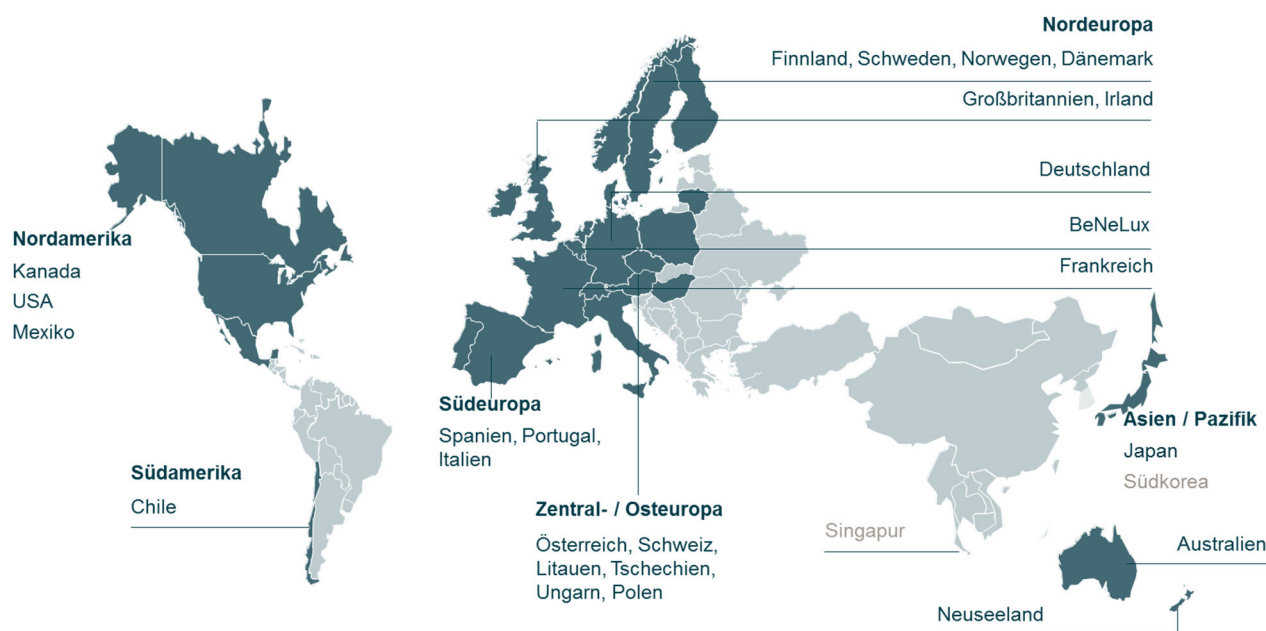 Nordeuropa
Finnland, Schweden, Norwegen, Dänemark
Großbritannien, Irland
Deutschland
BeNeLux
Frankreich
Nordamerika
Kanada
USA
Mexiko
Südeuropa
Spanien, Portugal,
Italien
Südamerika
Chile
Zentral- / Osteuropa
Österreich, Schweiz,
Litauen, Tschechien,
Ungarn, Polen
Asien / Pazifik
Japan
Südkorea
Singapur
Australien
Neuseeland